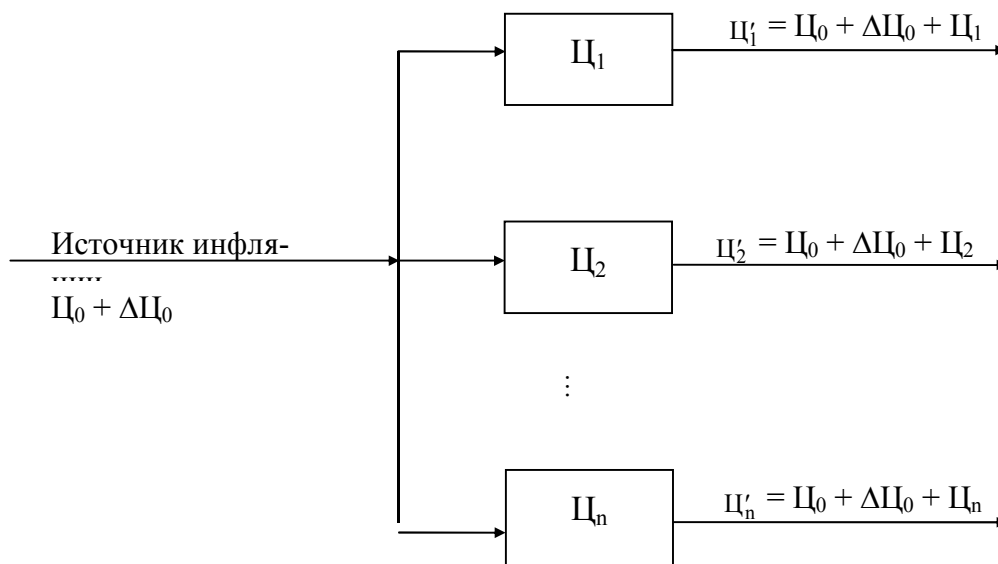 Ц₁
Ц′₁ = Ц₀ + ΔЦ₀ + Ц₁
Источник инфля-
Ц₀ + ΔЦ₀
Ц₂
Ц′₂ = Ц₀ + ΔЦ₀ + Ц₂
⋮
Цₙ
Ц′ₙ = Ц₀ + ΔЦ₀ + Цₙ